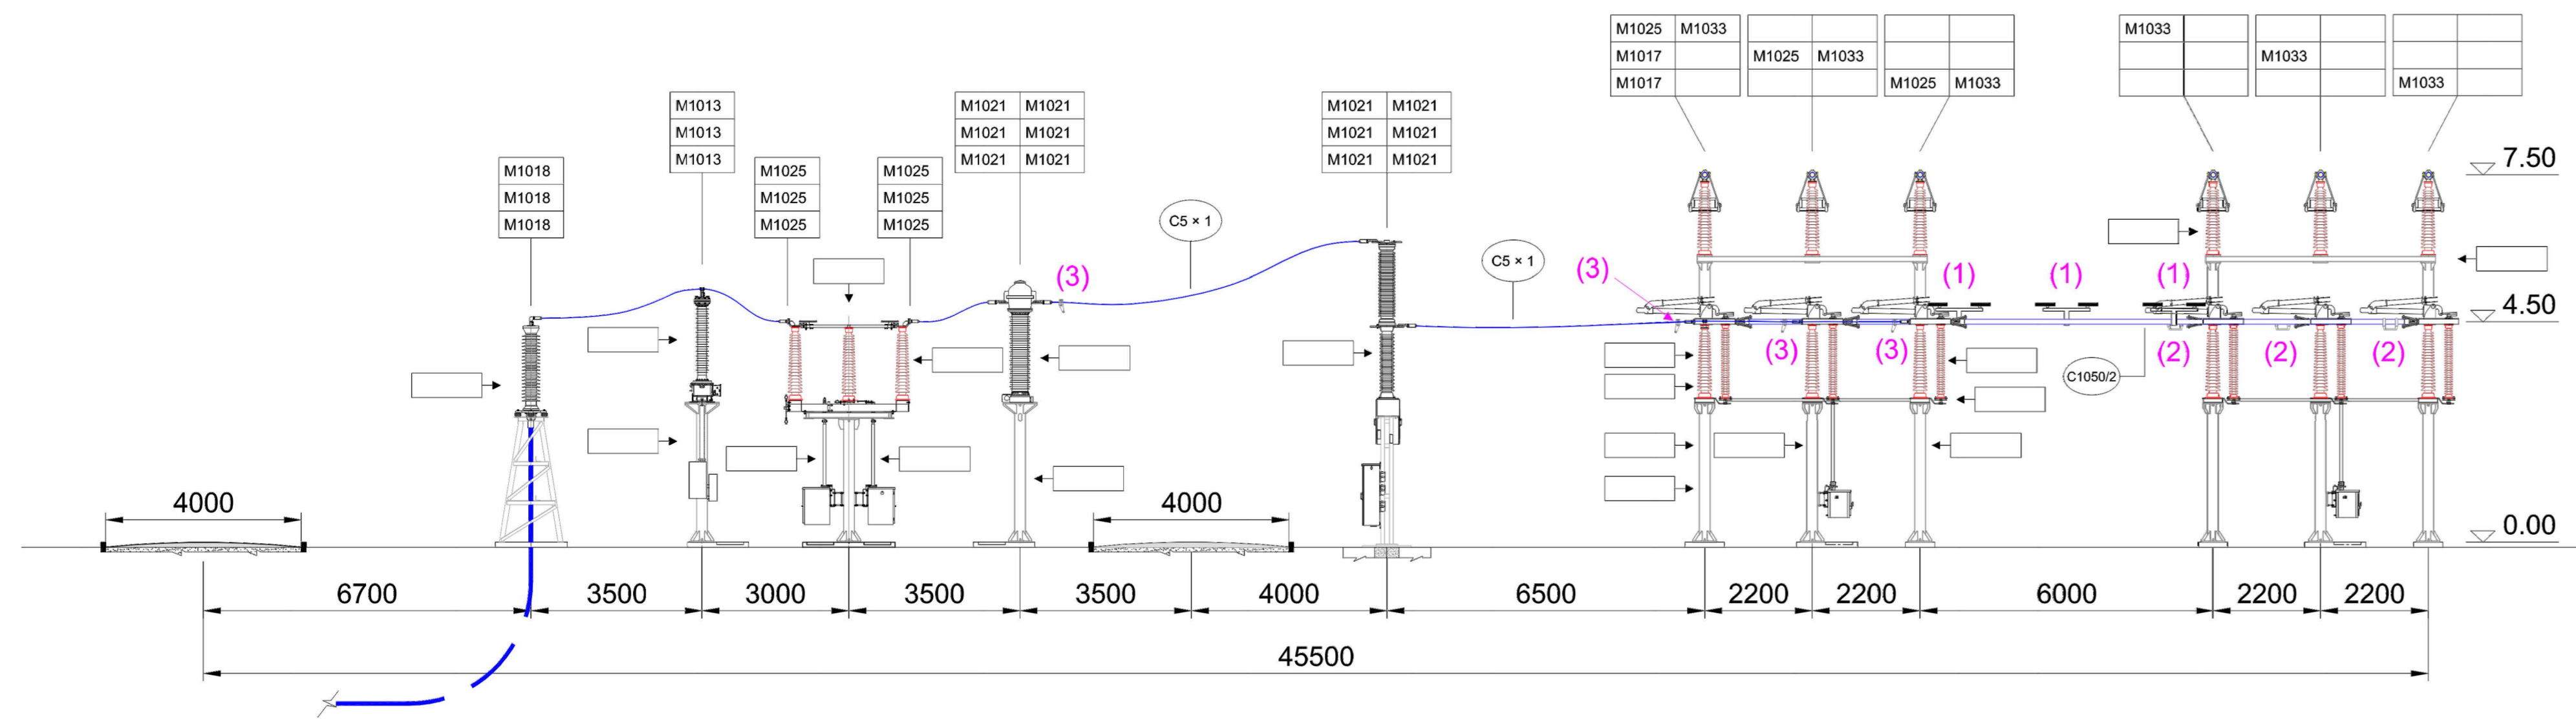 M1025 M1033
M1017
M1017
M1025 M1033
M1025 M1033
M1033
M1033
M1033
M1013
M1013
M1013
M1021 M1021
M1021 M1021
M1021 M1021
M1021 M1021
M1021 M1021
M1021 M1021
M1018
M1018
M1018
M1025
M1025
M1025
M1025
M1025
M1025
7.50
C5 × 1
C5 × 1
(3)
(3)
(1)
(1)
(1)
4.50
(3)
(3)
(2)
(2)
(2)
C1050/2
4000
4000
0.00
6700
3500
3000
3500
3500
4000
6500
2200
2200
6000
2200
2200
45500